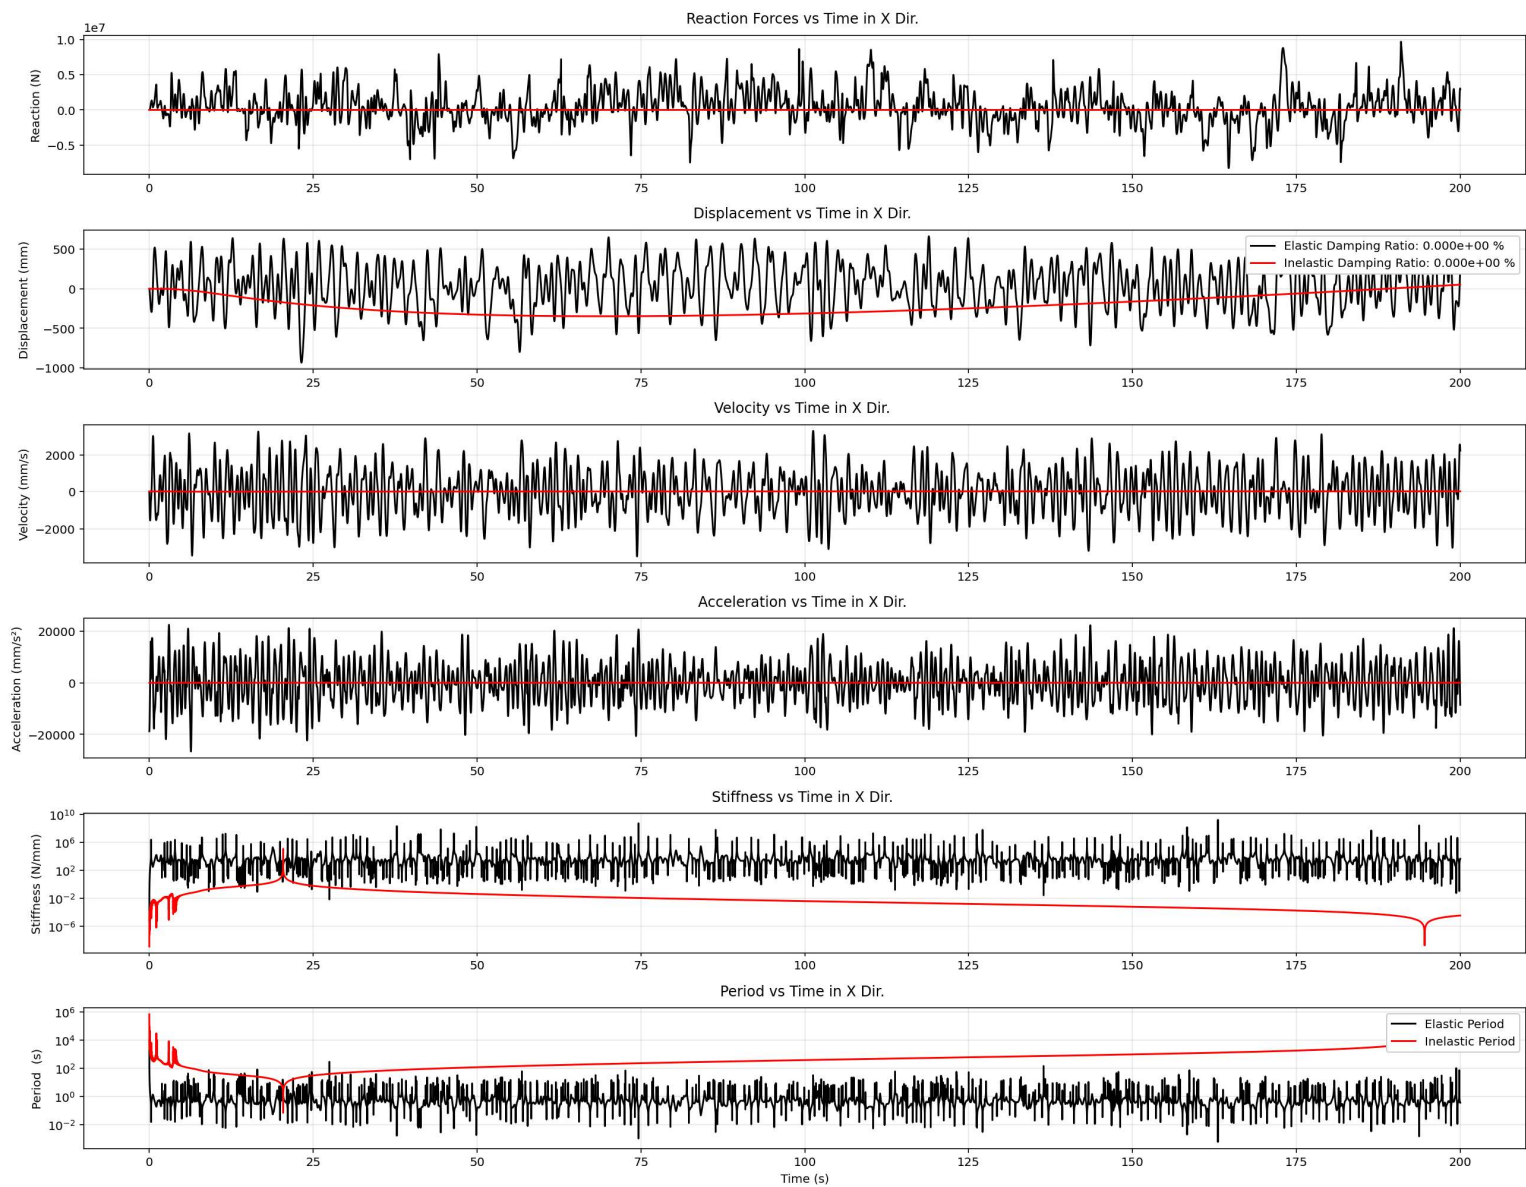 Reaction Forces vs Time in X Dir.
1e7
Reaction (N)
1.0
0.5
0.0
−0.5
0 25 50 75 100 125 150 175 200
Displacement vs Time in X Dir.
Displacement (mm)
500
0
−500
−1000
Elastic Damping Ratio: 0.000e+00 %
Inelastic Damping Ratio: 0.000e+00 %
0 25 50 75 100 125 150 175 200
Velocity vs Time in X Dir.
Velocity (mm/s)
2000
0
−2000
0 25 50 75 100 125 150 175 200
Acceleration vs Time in X Dir.
Acceleration (mm/s²)
20000
0
−20000
0 25 50 75 100 125 150 175 200
Stiffness vs Time in X Dir.
Stiffness (N/mm)
10¹⁰
10⁶
10²
10⁻²
10⁻⁶
0 25 50 75 100 125 150 175 200
Period vs Time in X Dir.
Period (s)
10⁶
10⁴
10²
10⁰
10⁻²
Elastic Period
Inelastic Period
0 25 50 75 100 125 150 175 200
Time (s)